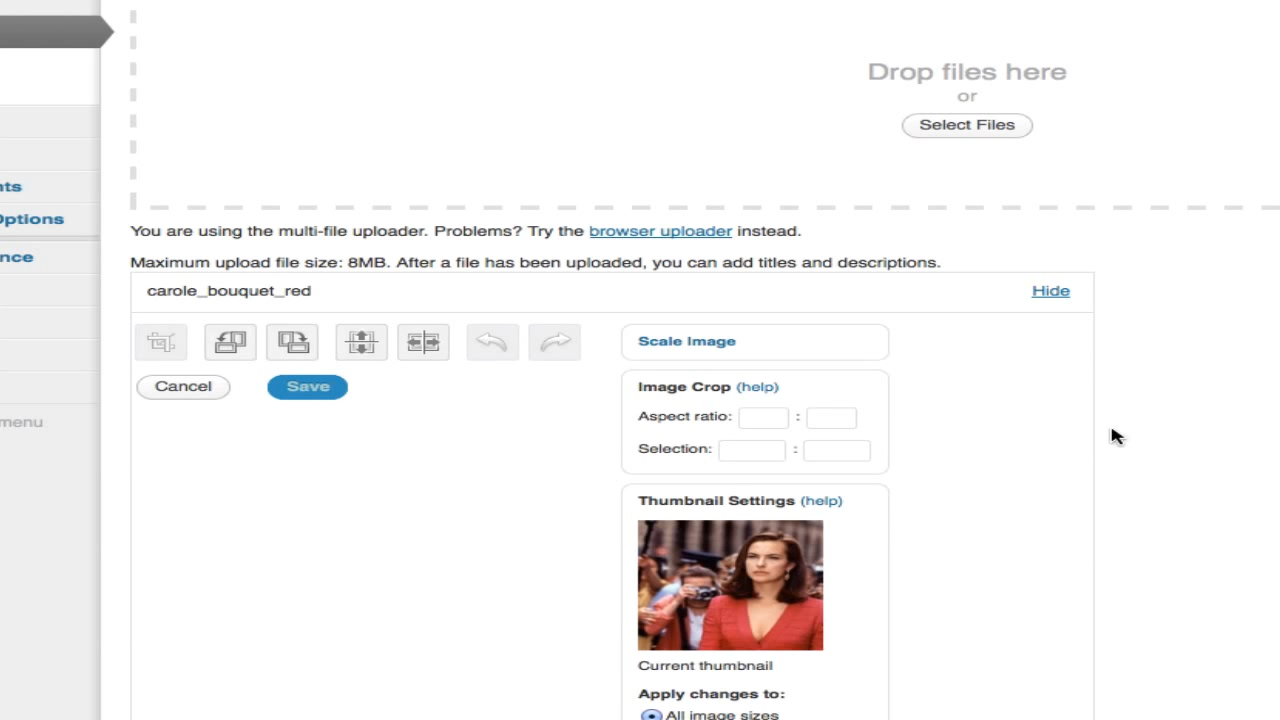 Drop files here
or
Select Files
nts
Options
nce
menu
You are using the multi-file uploader. Problems? Try the browser uploader instead.
Maximum upload file size: 8MB. After a file has been uploaded, you can add titles and descriptions.
carole_bouquet_red
Hide
Cancel
Save
Scale Image
Image Crop (help)
Aspect ratio: :
Selection: :
Thumbnail Settings (help)
Current thumbnail
Apply changes to:
All image sizes